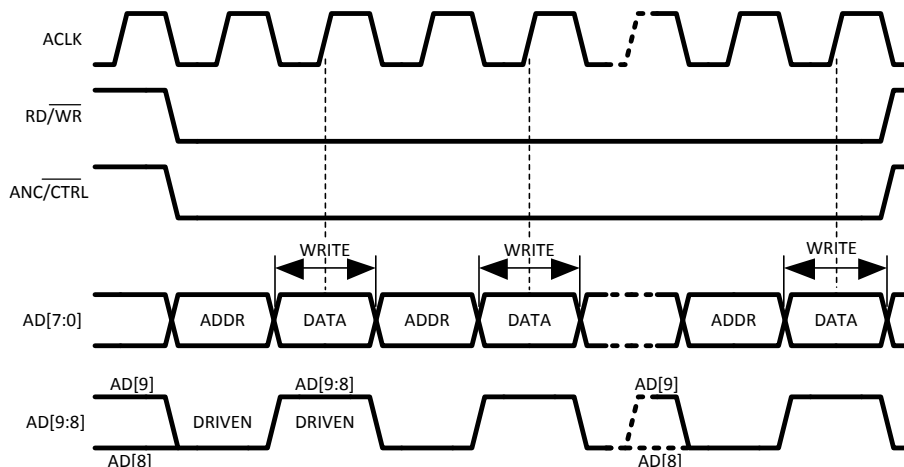 ACLK
RD/WR
ANC/CTRL
WRITE WRITE WRITE
AD[7:0] ADDR DATA ADDR DATA ADDR DATA
AD[9] AD[9:8] AD[9]
AD[9:8] DRIVEN DRIVEN
AD[8] AD[8]